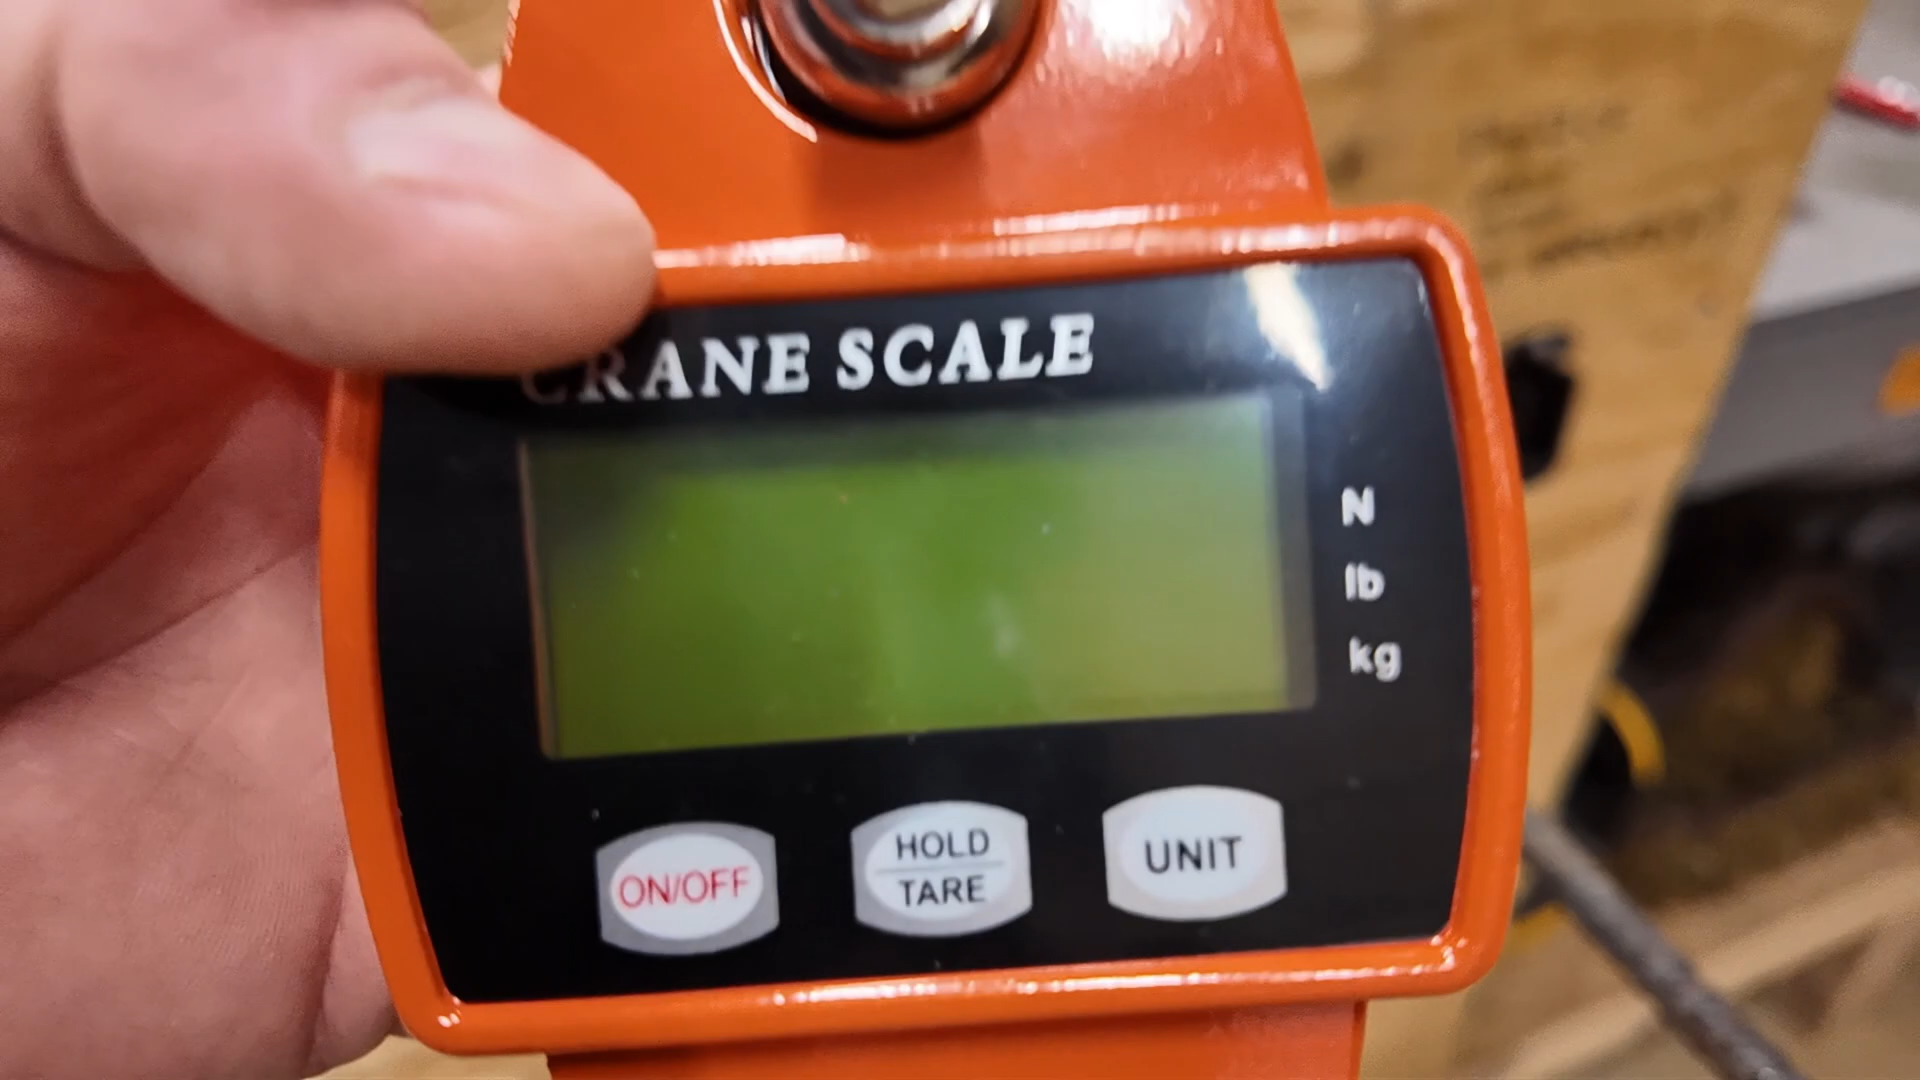 CRANE SCALE
N
lb
kg
ON/OFF
HOLD
TARE
UNIT